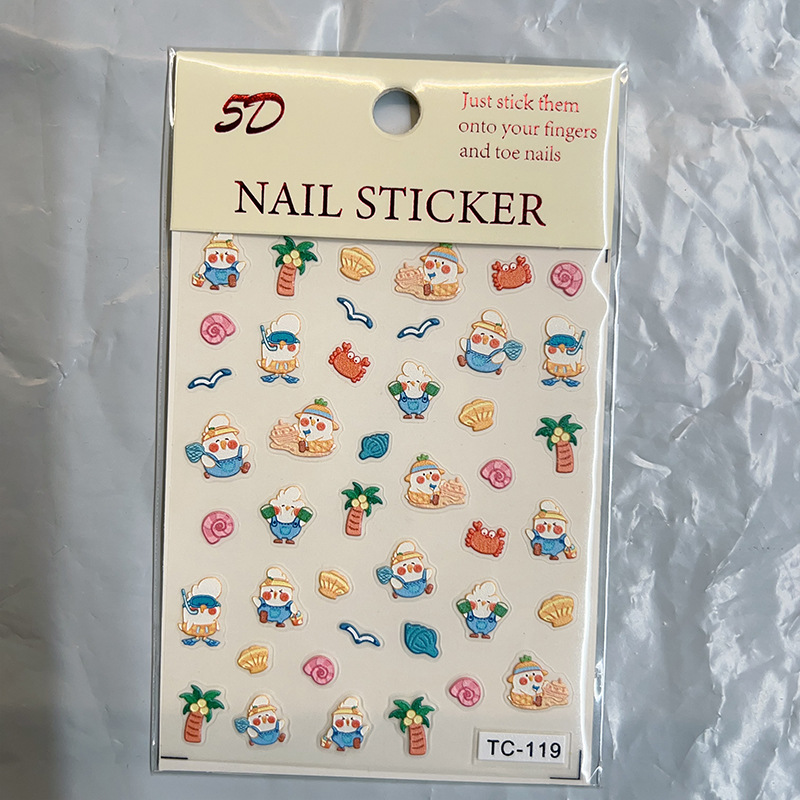 5D
Just stick them
onto your fingers
and toe nails
NAIL STICKER
TC-119